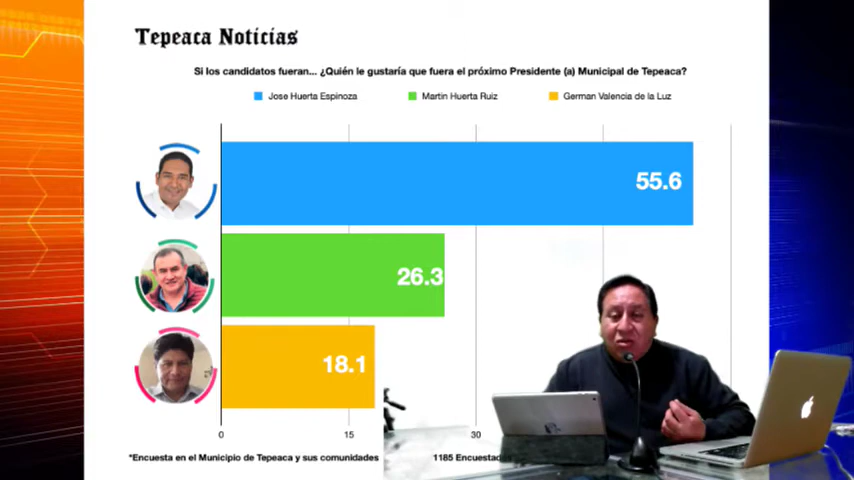 Tepeaca Noticias
Si los candidatos fueran... ¿Quién le gustaría que fuera el próximo Presidente (a) Municipal de Tepeaca?
Jose Huerta Espinoza Martin Huerta Ruiz German Valencia de la Luz
55.6
26.3
18.1
0 15 30
*Encuesta en el Municipio de Tepeaca y sus comunidades 1185 Encuestados